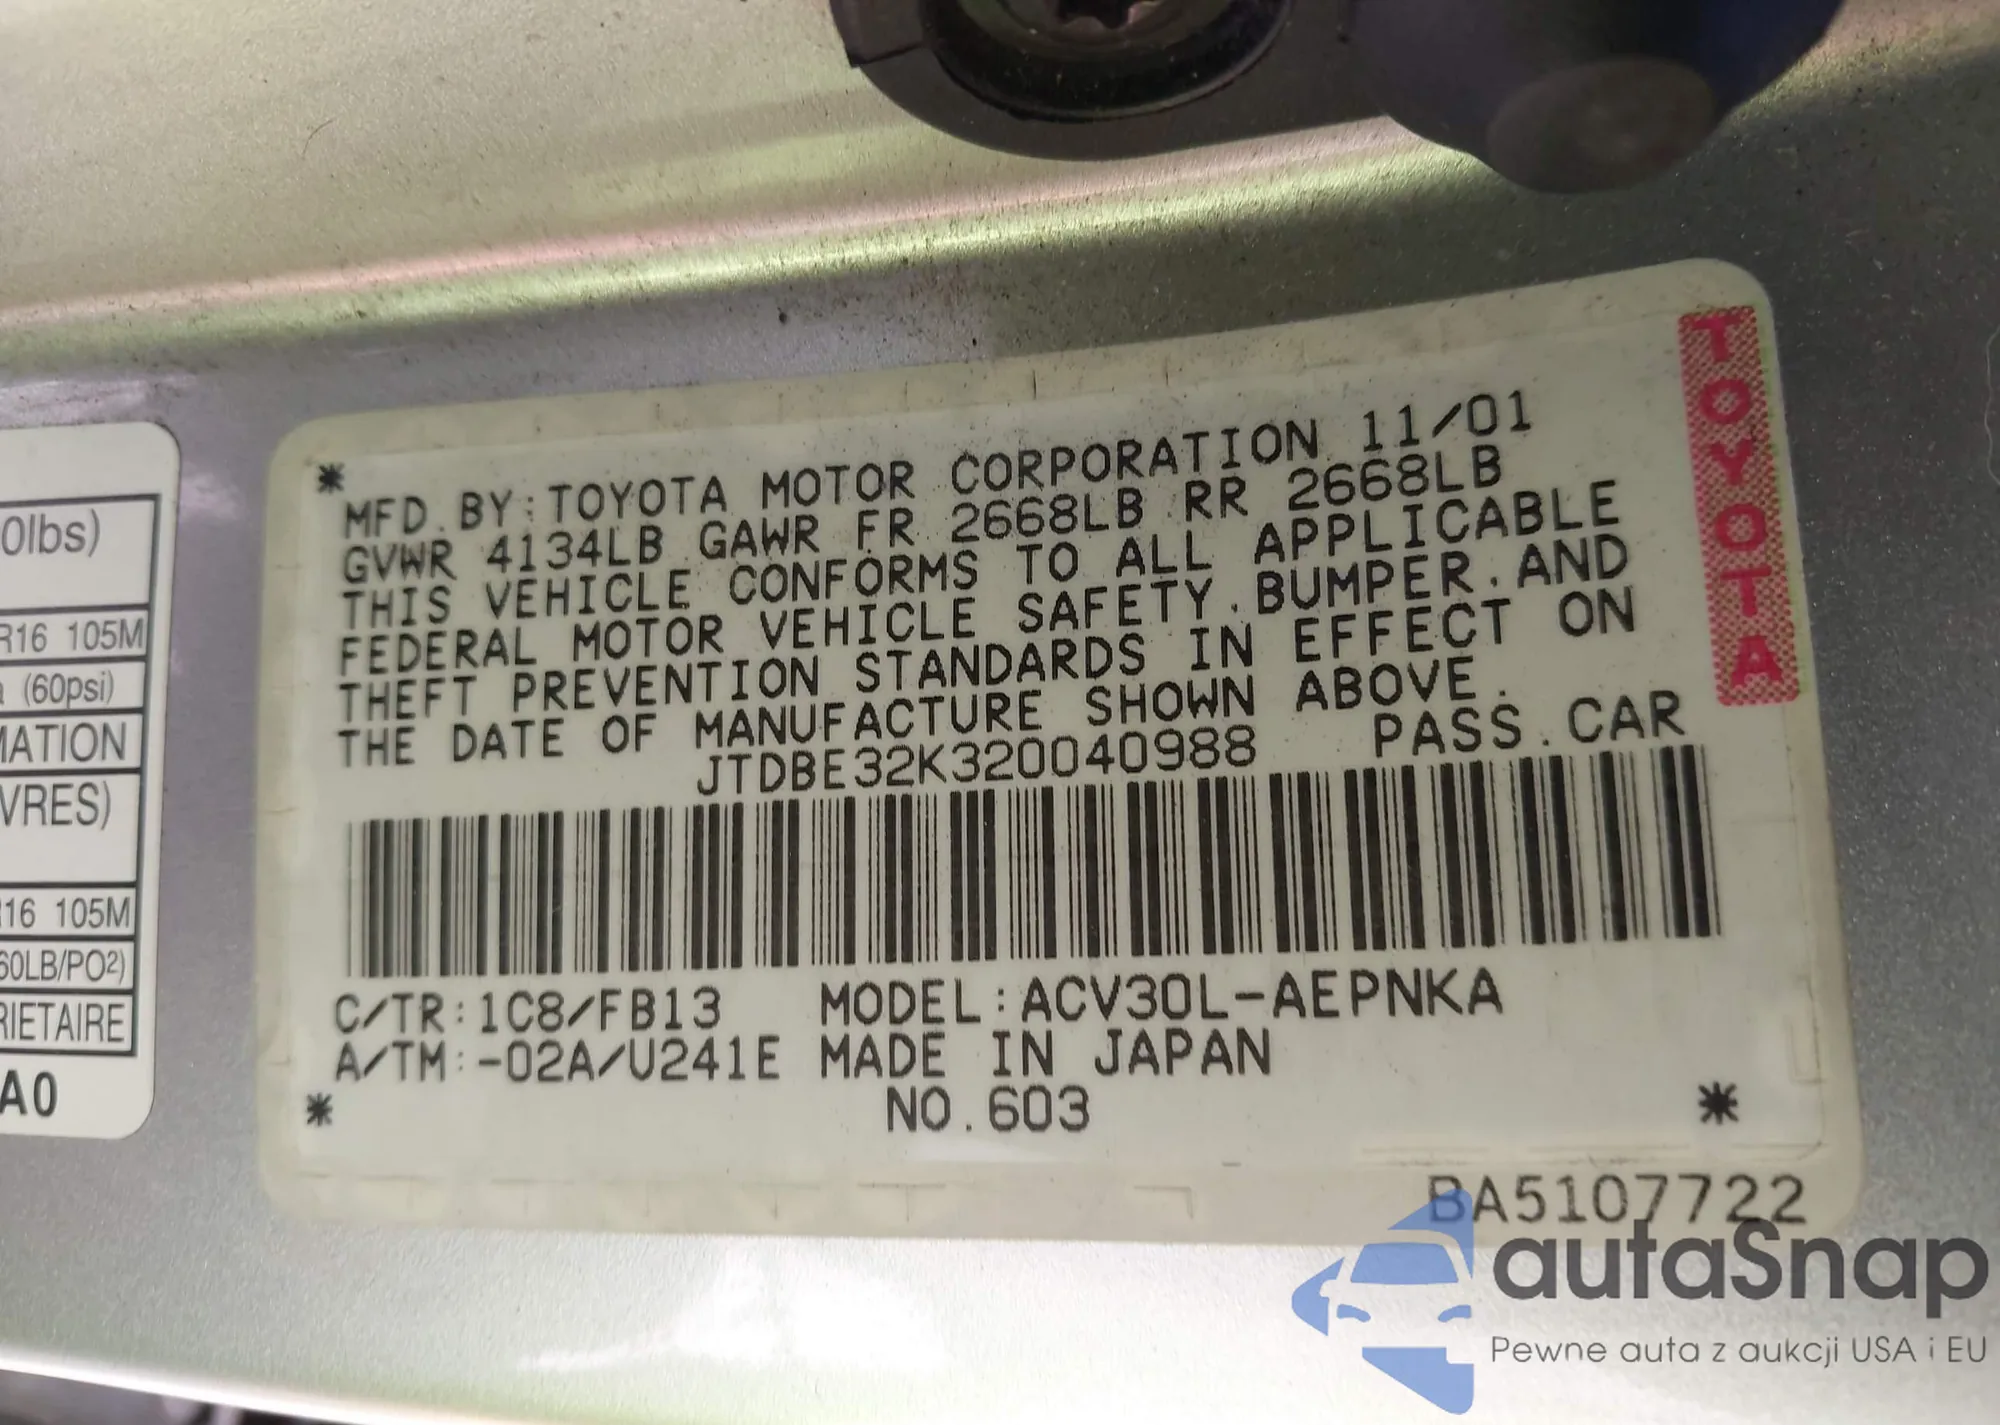 0lbs)
R16 105M
(60psi)
MATION
VRES)
R16 105M
60LB/PO2)
RIETAIRE
A0
*
MFD.BY:TOYOTA MOTOR CORPORATION 11/01
GVWR 4134LB GAWR FR 2668LB RR 2668LB
THIS VEHICLE CONFORMS TO ALL APPLICABLE
FEDERAL MOTOR VEHICLE SAFETY.BUMPER.AND
THEFT PREVENTION STANDARDS IN EFFECT ON
THE DATE OF MANUFACTURE SHOWN ABOVE.
JTDBE32K320040988 PASS.CAR
C/TR:1C8/FB13 MODEL:ACV30L-AEPNKA
A/TM:-02A/U241E MADE IN JAPAN
* NO.603 *
BA5107722
TOYOTA
autaSnap
Pewne auta z aukcji USA i EU